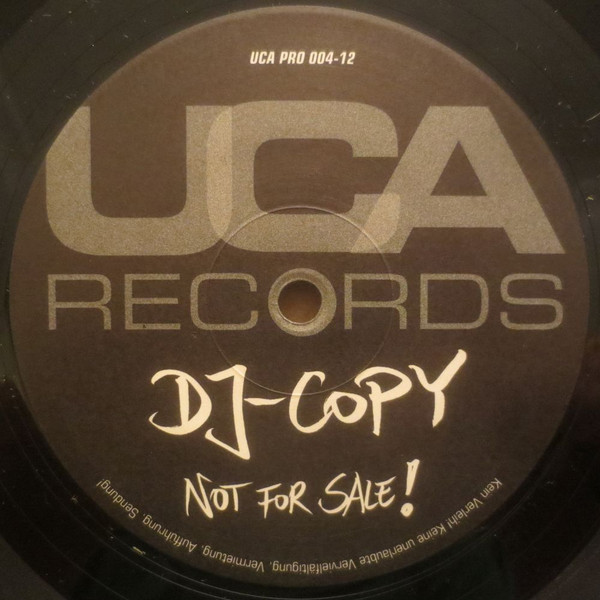 UCA PRO 004-12
UCA
RECORDS
DJ-COPY
NOT FOR SALE!
Kein Verleih! Keine unerlaubte Vervielfältigung, Vermietung, Aufführung, Sendung!